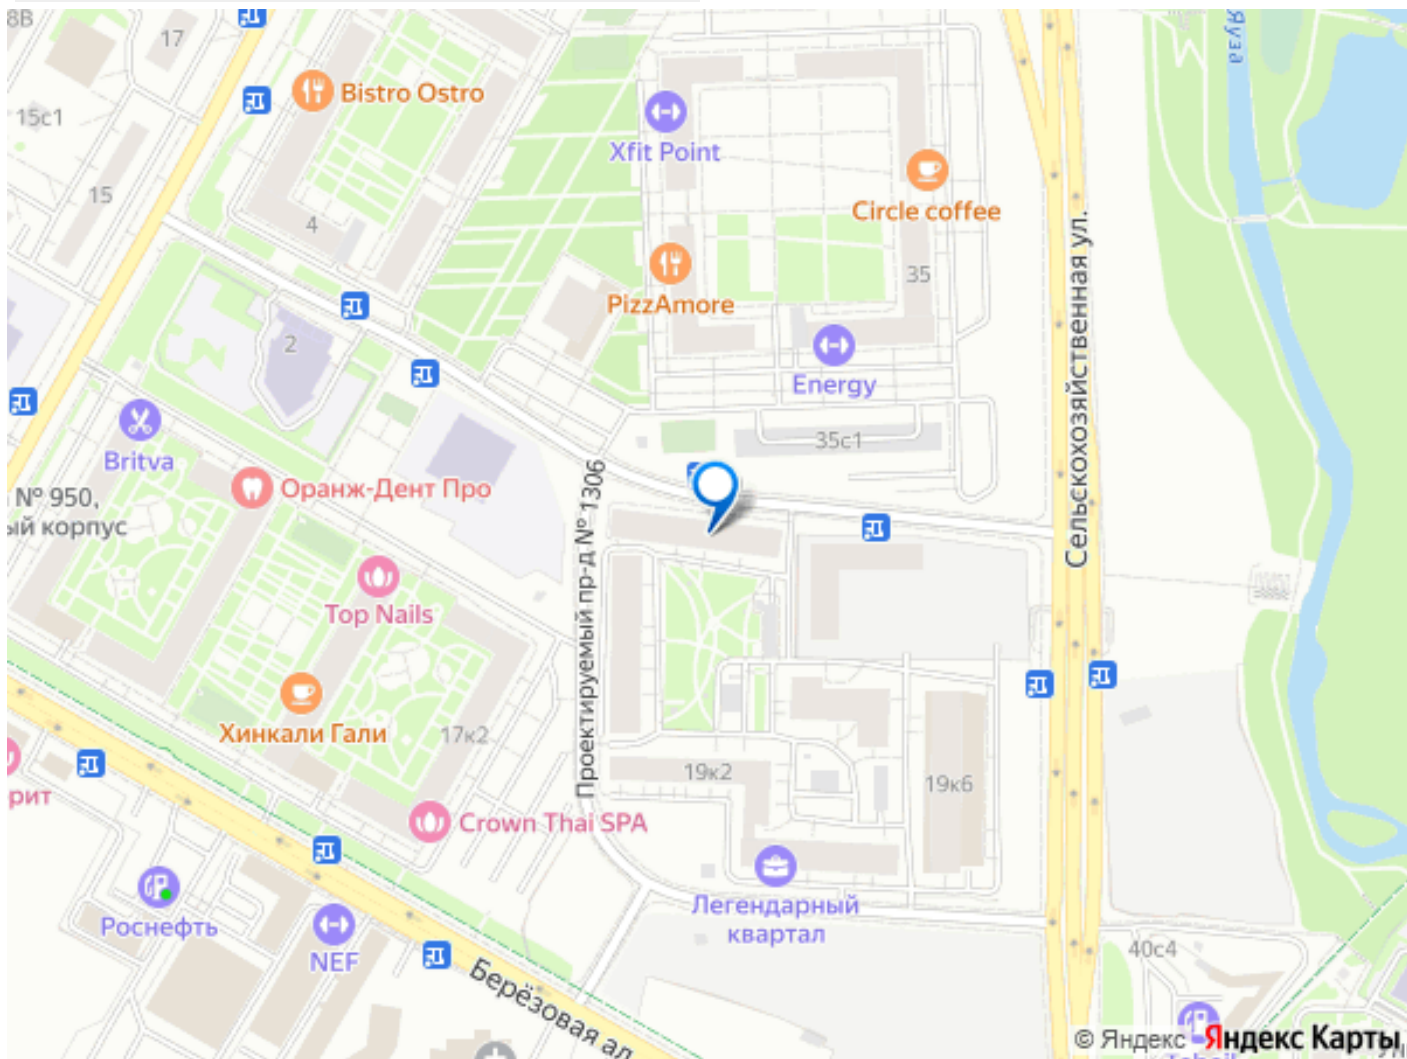 8В
17
Яуза
Bistro Ostro
15с1
Xfit Point
15
Circle coffee
4
35
PizzAmore
Сельскохозяйственная ул.
2
Energy
35с1
Britva
Оранж-Дент Про
№ 950,
ый корпус
Проектируемый пр-д № 1306
Top Nails
Хинкали Гали
17к2
19к2
19к6
рит
Crown Thai SPA
Легендарный
квартал
Роснефть
NEF
40с4
Берёзовая ал
© Яндекс Яндекс Карты